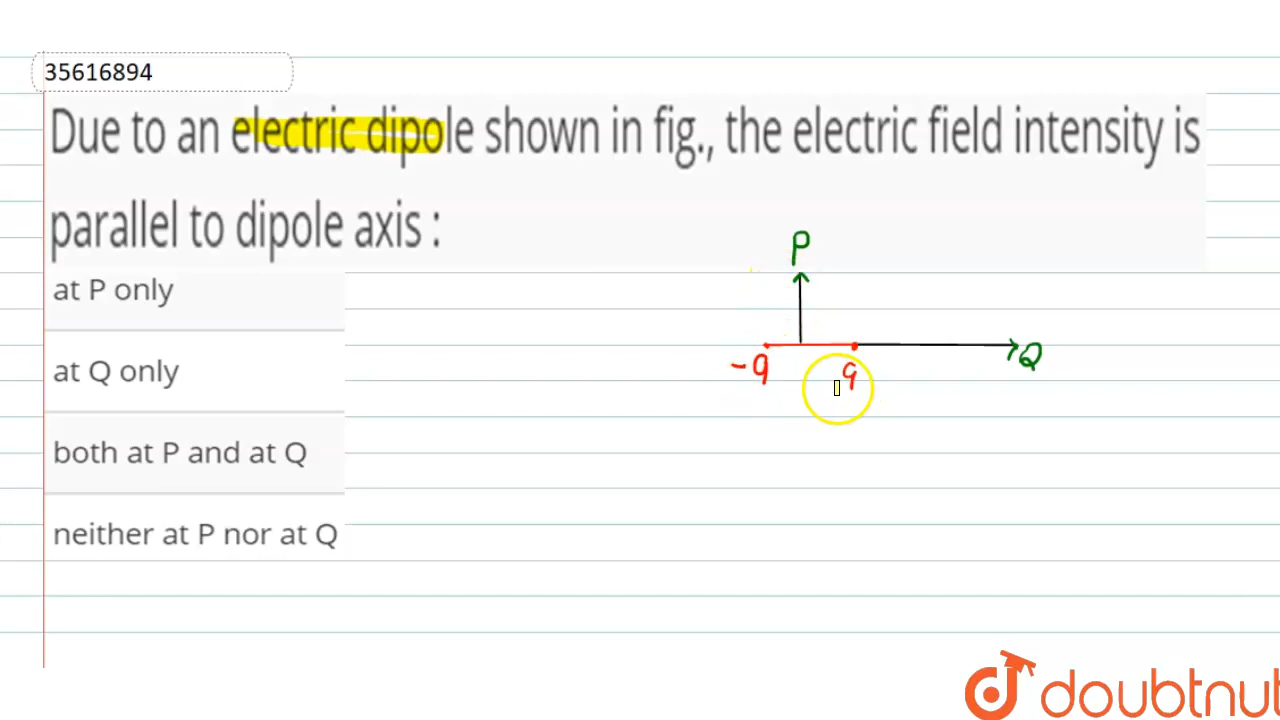 35616894
Due to an electric dipole shown in fig., the electric field intensity is
parallel to dipole axis :
P
at P only
-q
q
Q
at Q only
both at P and at Q
neither at P nor at Q
doubtnut